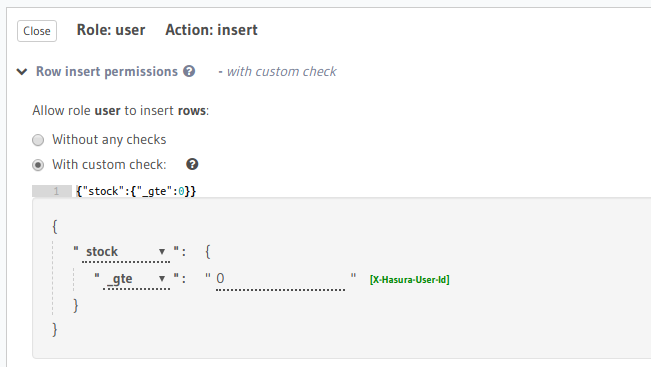 Close Role: user Action: insert
Row insert permissions ? - with custom check
Allow role user to insert rows:
Without any checks
With custom check: ?
1 {"stock":{"_gte":0}}
{
" stock ▼ ": {
" _gte ▼ ": " 0 " [X-Hasura-User-Id]
}
}